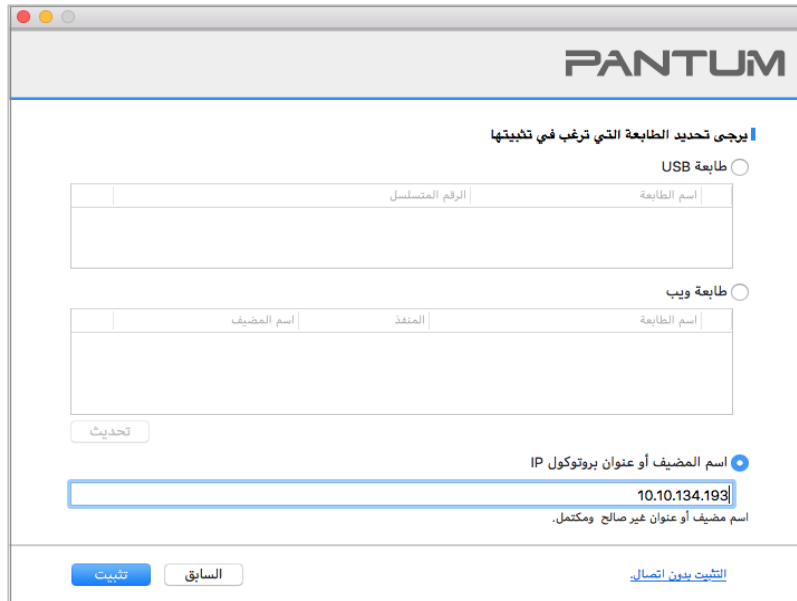 PANTUM
يرجى تحديد الطابعة التي ترغب في تثبيتها
طابعة USB
اسم الطابعة الرقم المتسلسل
طابعة ويب
اسم الطابعة المنفذ اسم المضيف
تحديث
اسم المضيف أو عنوان بروتوكول IP
10.10.134.193
اسم مضيف أو عنوان غير صالح ومكتمل.
التثبيت بدون اتصال. السابق تثبيت